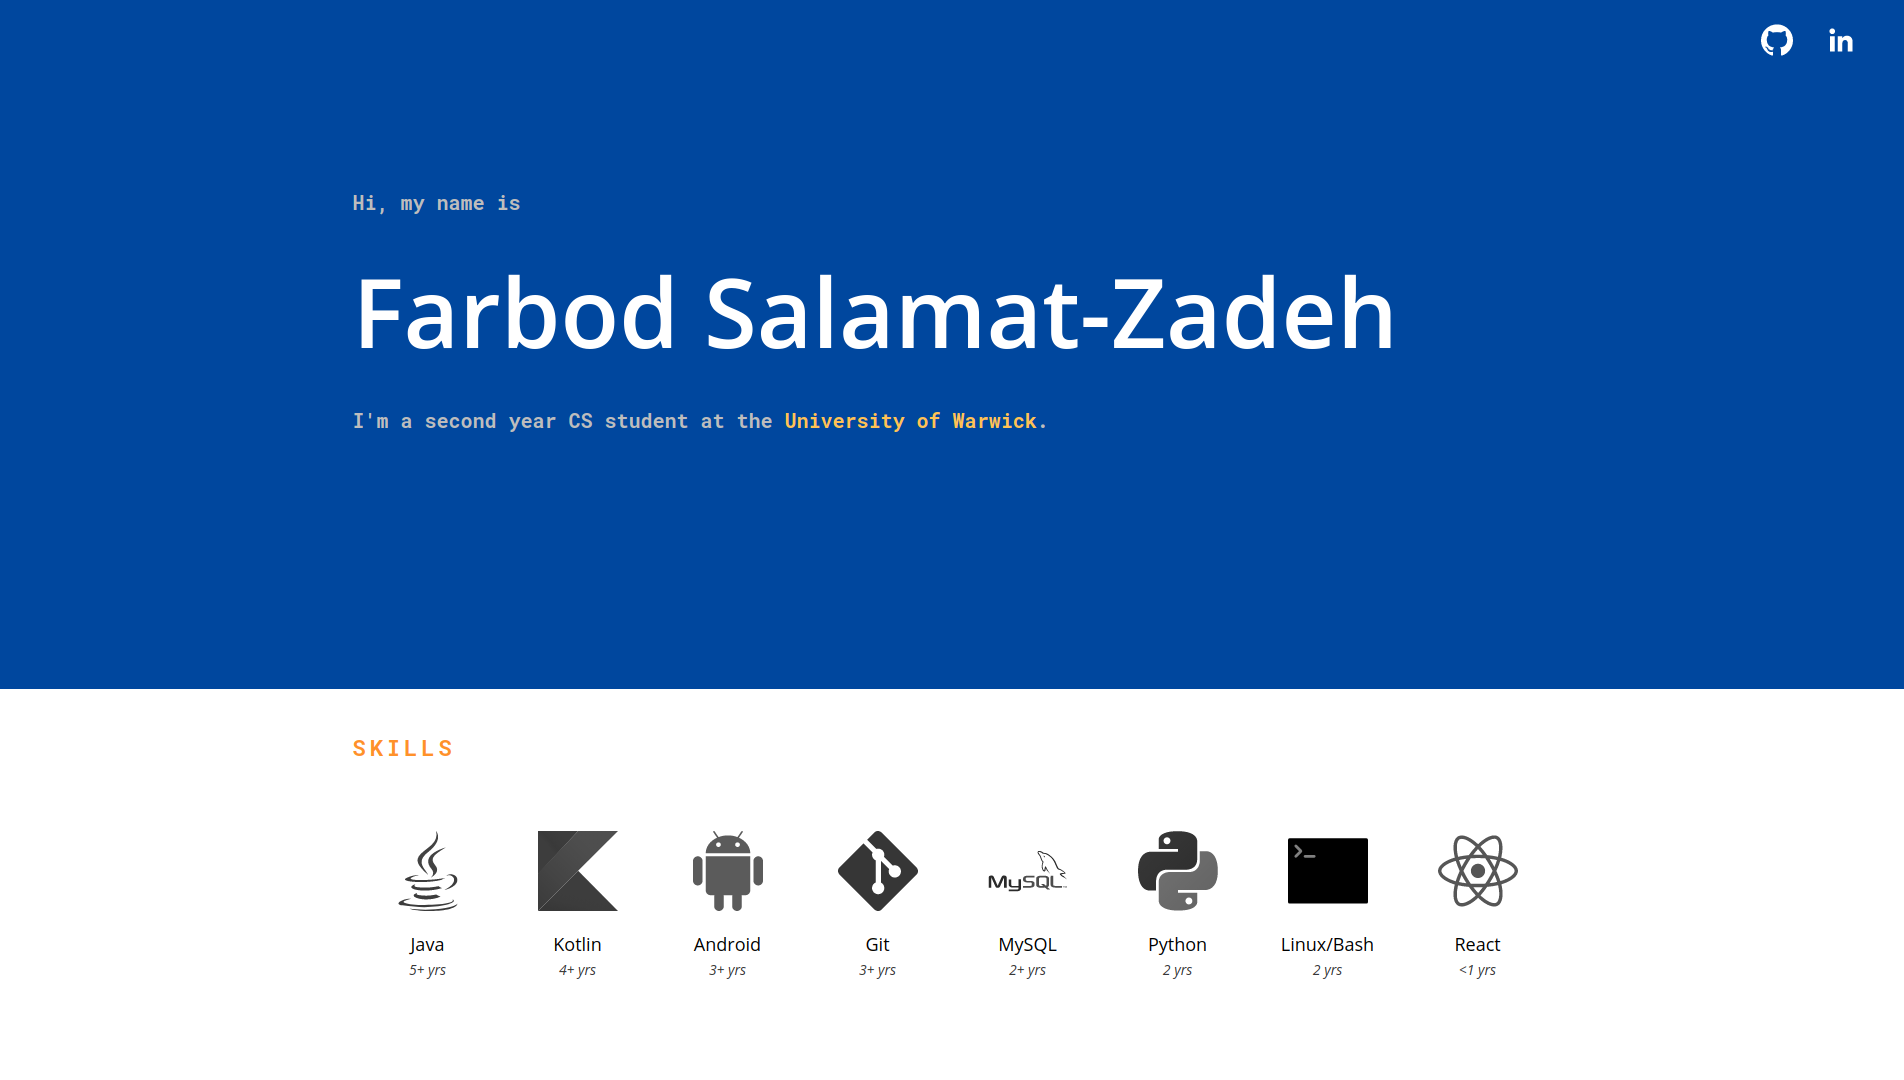 in
Hi, my name is
Farbod Salamat-Zadeh
I'm a second year CS student at the University of Warwick.
SKILLS
MySQL
>_
Java
Kotlin
Android
Git
MySQL
Python
Linux/Bash
React
5+ yrs
4+ yrs
3+ yrs
3+ yrs
2+ yrs
2 yrs
2 yrs
<1 yrs